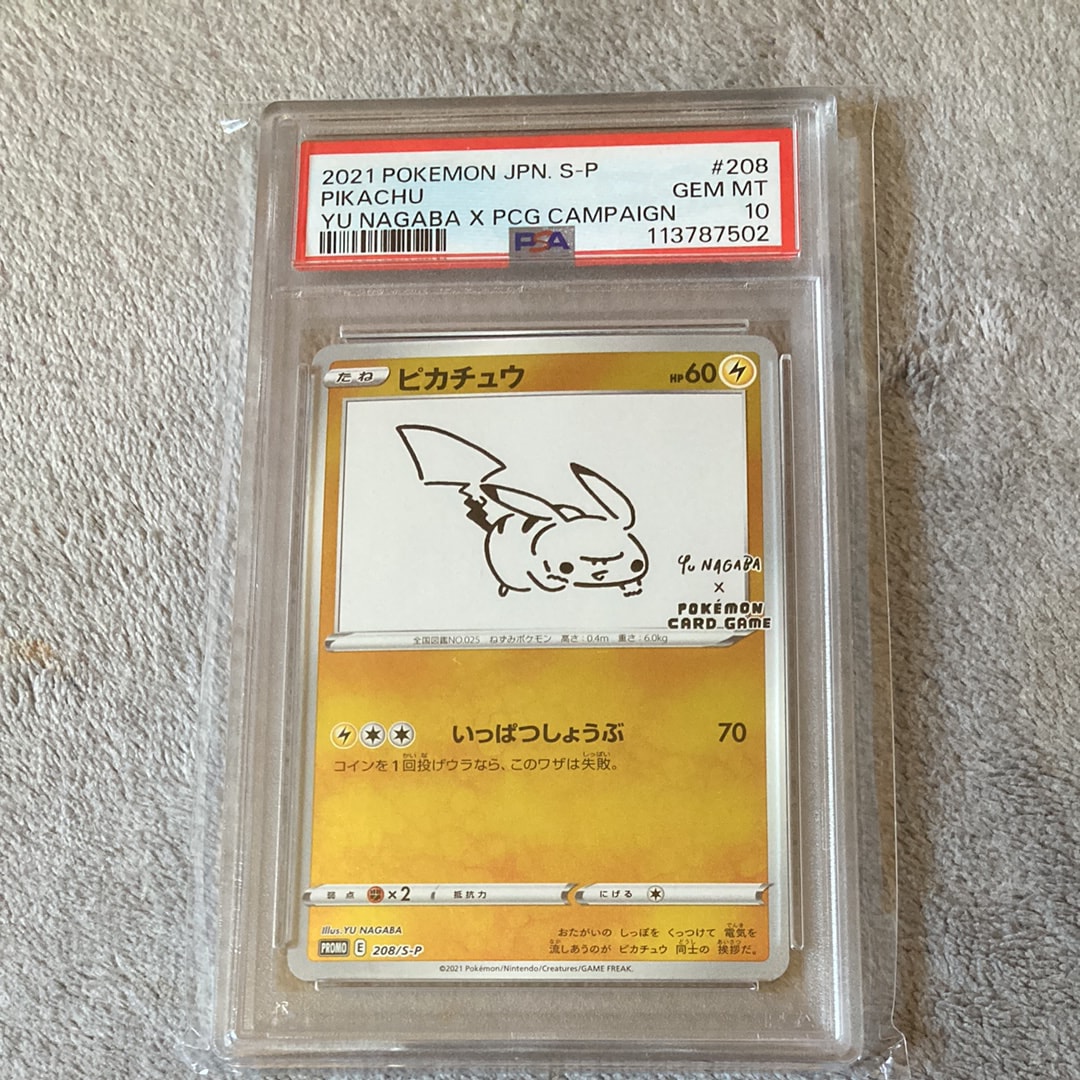 2021 POKEMON JPN. S-P #208
PIKACHU GEM MT
YU NAGABA X PCG CAMPAIGN 10
PSA 113787502
たね ピカチュウ HP60
YU NAGABA
×
POKÉMON
CARD GAME
全国図鑑NO.025 ねずみポケモン 高さ:0.4m 重さ:6.0kg
いっぱつしょうぶ 70
コインを1回投げウラなら、このワザは失敗。
弱点 ×2 抵抗力 にげる
Illus.YU NAGABA
おたがいの しっぽを くっつけて 電気を
流しあうのが ピカチュウ 同士の 挨拶だ。
PROMO E 208/S-P
©2021 Pokémon/Nintendo/Creatures/GAME FREAK.